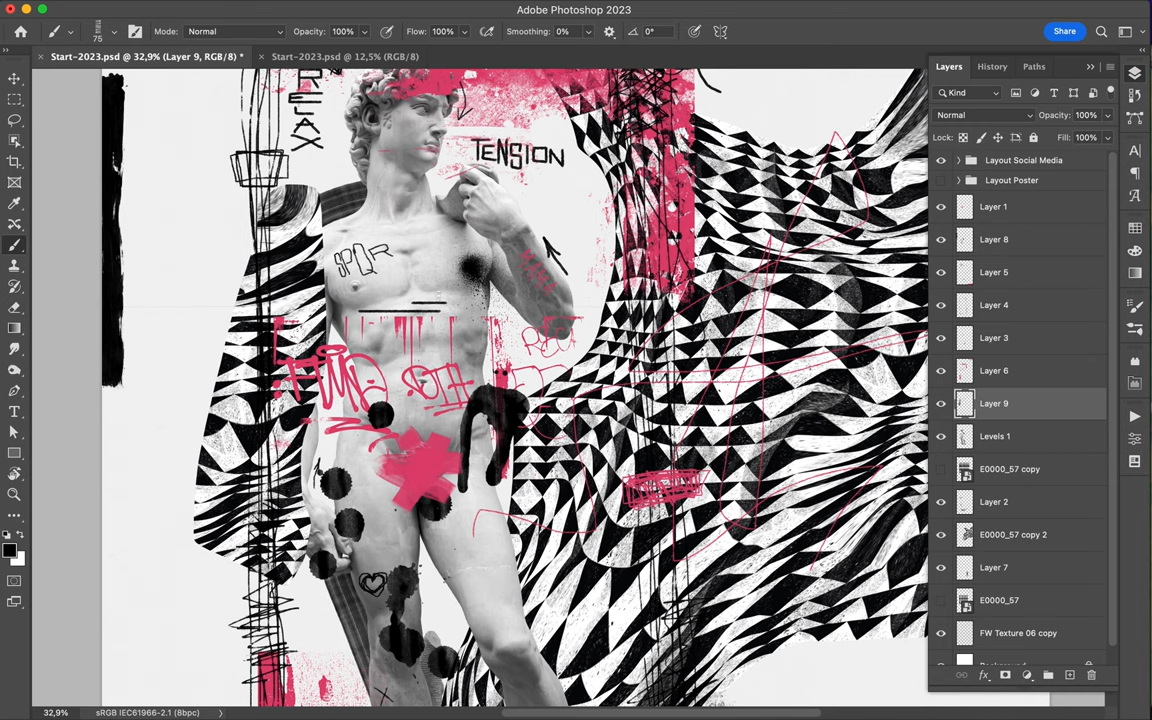 Adobe Photoshop 2023
75
Mode: Normal
Opacity: 100%
Flow: 100%
Smoothing: 0%
0°
Share
Start-2023.psd @ 32,9% (Layer 9, RGB/8) *
Start-2023.psd @ 12,5% (RGB/8)
Layers
History
Paths
Kind
Normal
Opacity: 100%
Lock:
Fill: 100%
Layout Social Media
Layout Poster
Layer 1
Layer 8
Layer 5
Layer 4
Layer 3
Layer 6
Layer 9
Levels 1
E0000_57 copy
Layer 2
E0000_57 copy 2
Layer 7
E0000_57
FW Texture 06 copy
RELAX
TENSION
SPQR
32,9%
sRGB IEC61966-2.1 (8bpc)